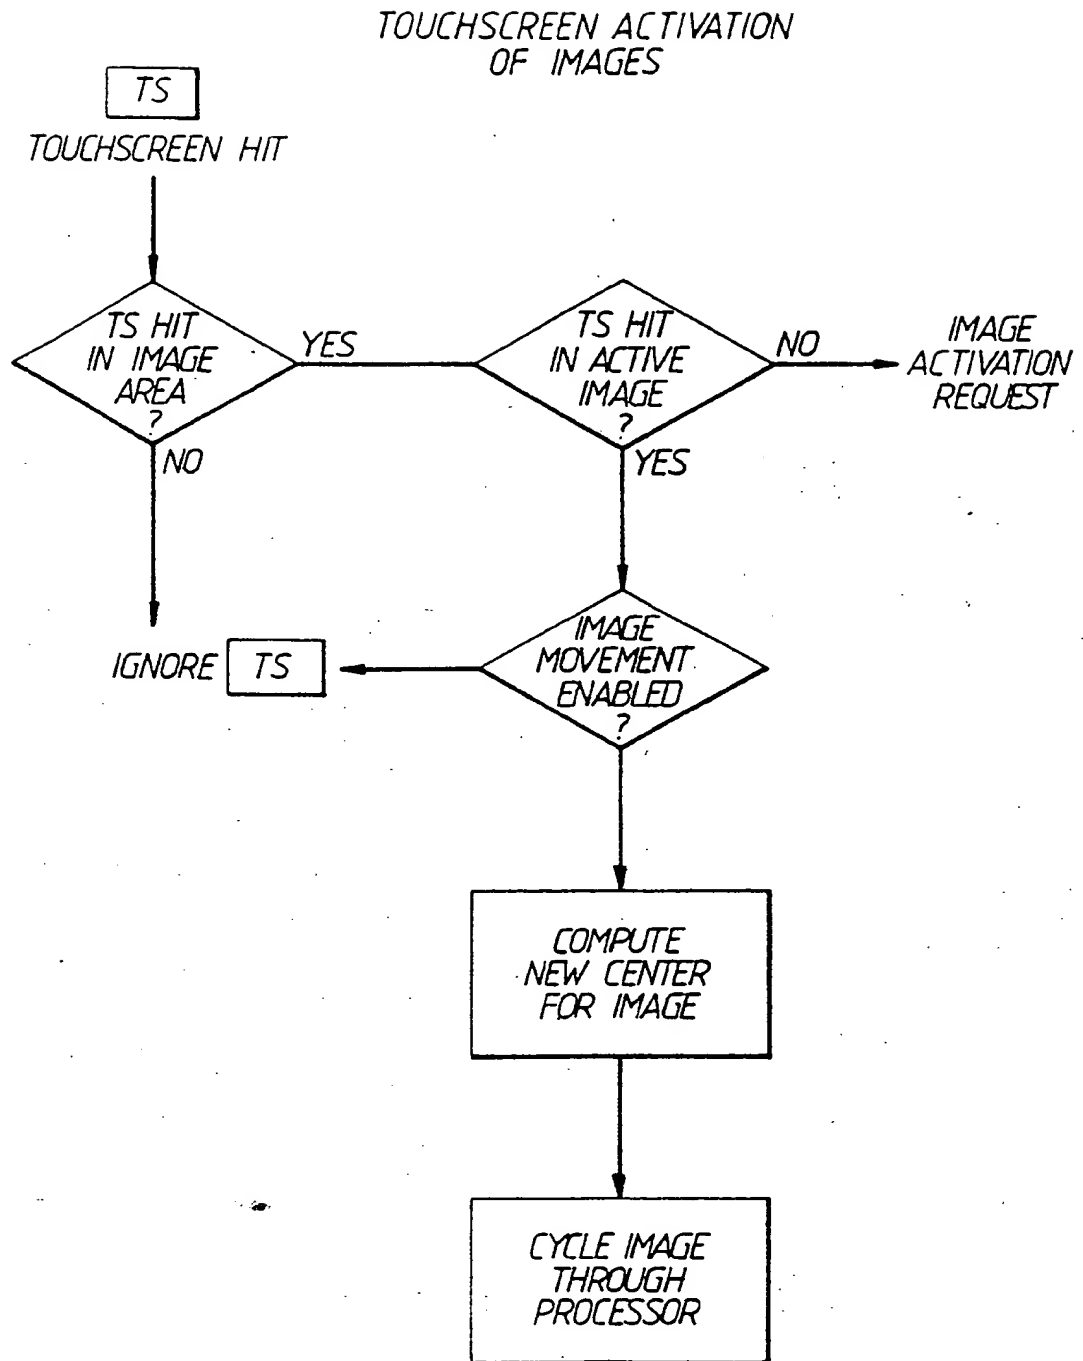 TOUCHSCREEN ACTIVATION
OF IMAGES
TS
TOUCHSCREEN HIT
TS HIT
IN IMAGE
AREA
?
YES
NO
TS HIT
IN ACTIVE
IMAGE
?
NO
IMAGE
ACTIVATION
REQUEST
YES
IMAGE
MOVEMENT
ENABLED
?
IGNORE TS
COMPUTE
NEW CENTER
FOR IMAGE
CYCLE IMAGE
THROUGH
PROCESSOR